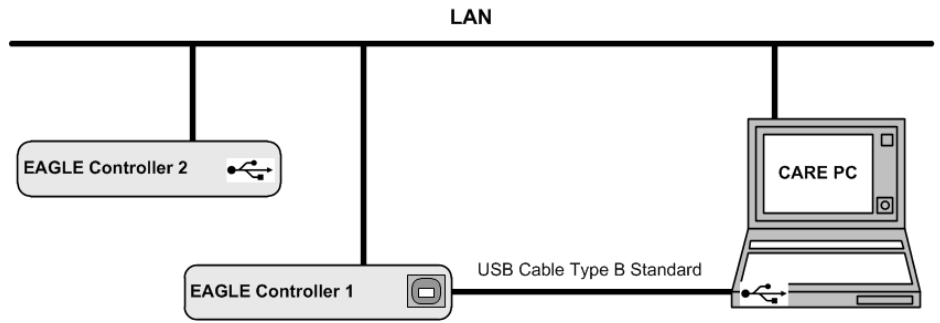 LAN
EAGLE Controller 2
CARE PC
USB Cable Type B Standard
EAGLE Controller 1